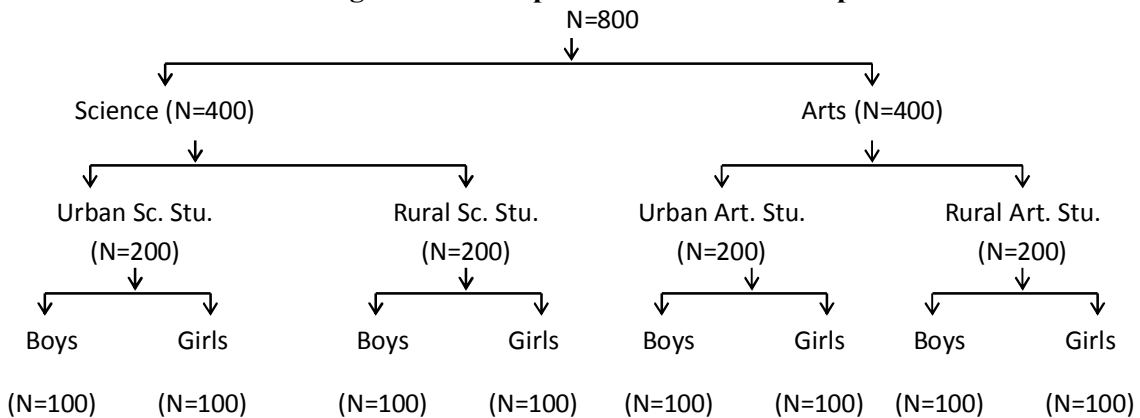 N=800
Science (N=400) Arts (N=400)
Urban Sc. Stu. Rural Sc. Stu. Urban Art. Stu. Rural Art. Stu.
(N=200) (N=200) (N=200) (N=200)
Boys Girls Boys Girls Boys Girls Boys Girls
(N=100) (N=100) (N=100) (N=100) (N=100) (N=100) (N=100) (N=100)